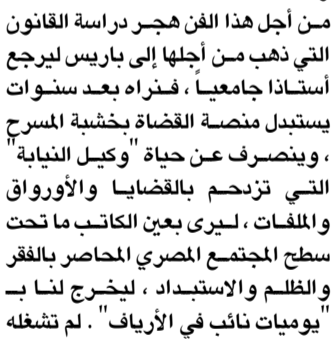 من أجل هذا الفن هجر دراسة القانون
التي ذهب من أجلها إلى باريس ليرجع
أستاذا جامعياً ، فنراه بعد سنوات
يستبدل منصة القضاة بخشبة المسرح
، وينصرف عن حياة "وكيل النيابة"
التي تزدحم بالقضايا والأورواق
والملفات ، ليرى بعين الكاتب ما تحت
سطح المجتمع المصري المحاصر بالفقر
والظلم والاستبداد ، ليخرج لنا بـ
"يوميات نائب في الأرياف" . لم تشغله